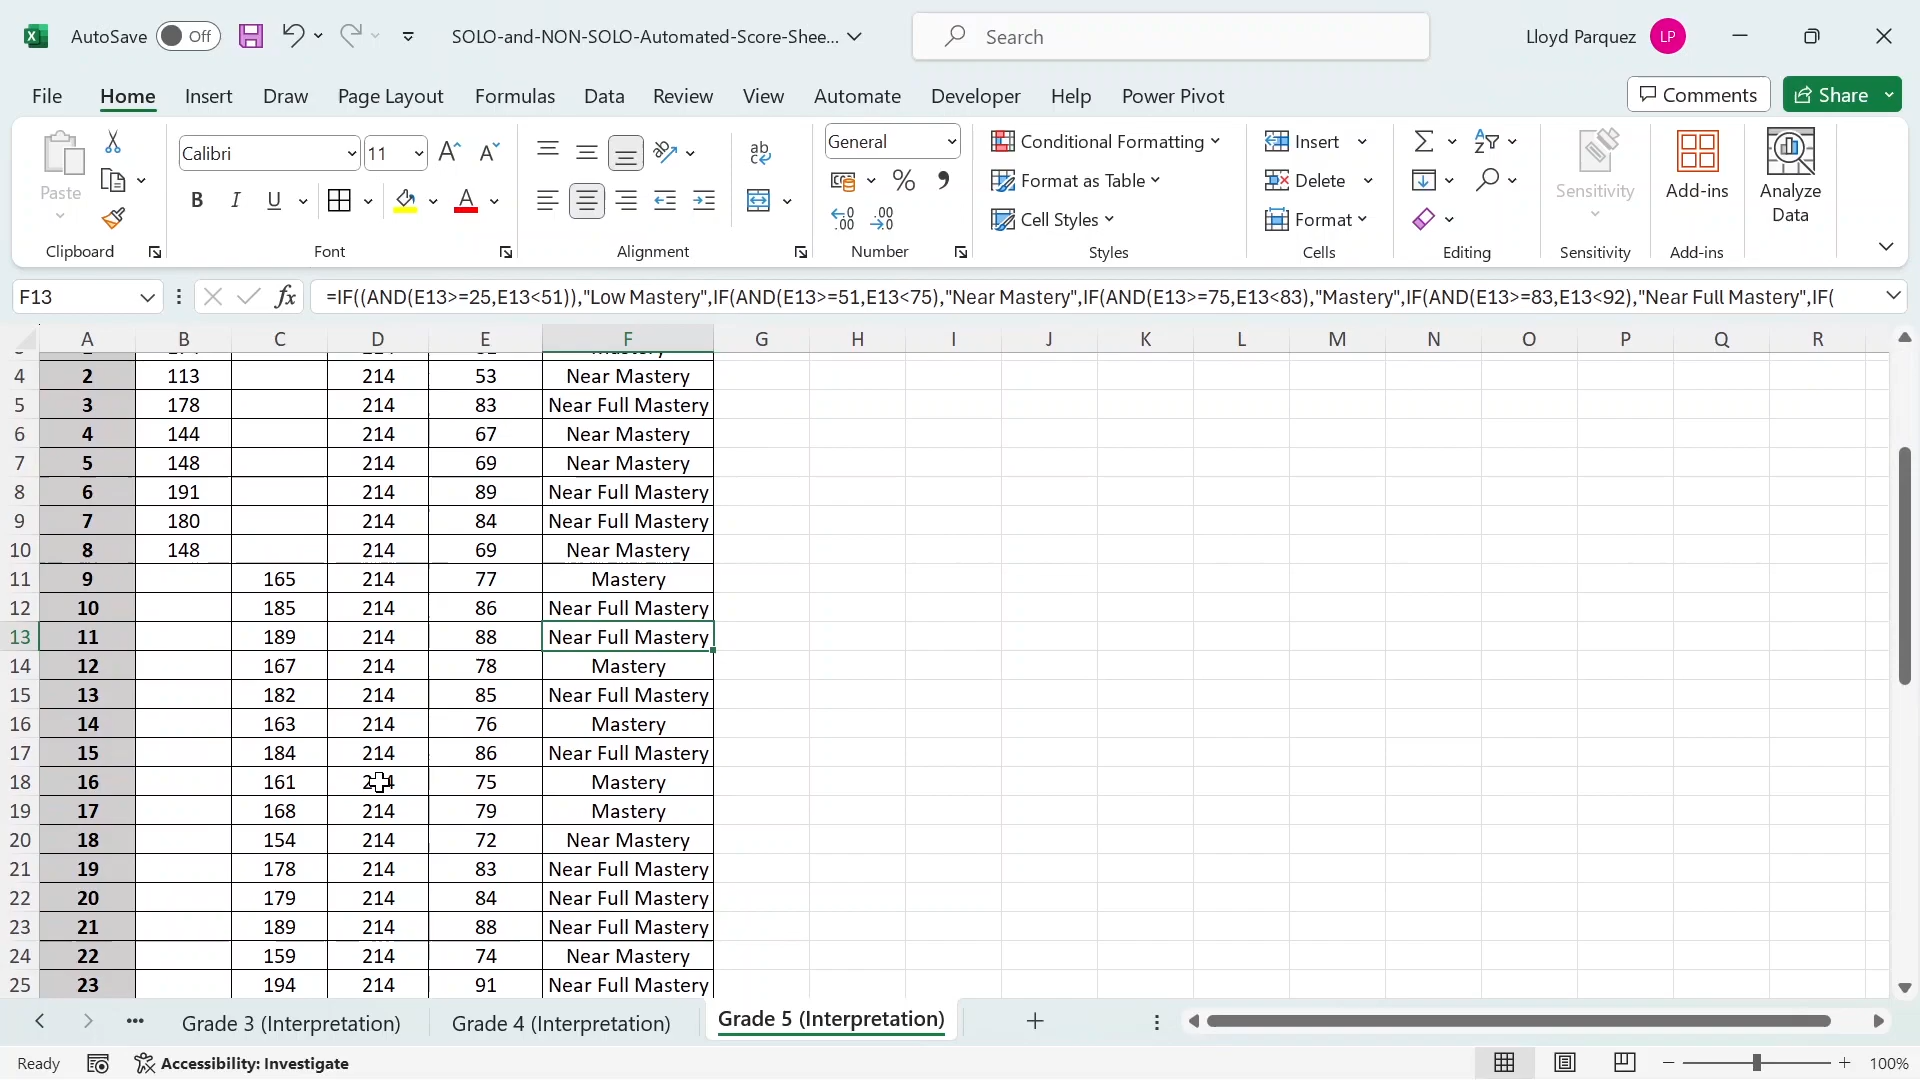 AutoSave Off SOLO-and-NON-SOLO-Automated-Score-Shee... Search Lloyd Parquez LP
File Home Insert Draw Page Layout Formulas Data Review View Automate Developer Help Power Pivot Comments Share
Paste Calibri 11 A A General Conditional Formatting Insert Sensitivity Add-ins Analyze Data
B I U A ab % Format as Table Delete
Cell Styles Format
Clipboard Font Alignment Number Styles Cells Editing Sensitivity Add-ins
F13 fx =IF((AND(E13>=25,E13<51)),"Low Mastery",IF(AND(E13>=51,E13<75),"Near Mastery",IF(AND(E13>=75,E13<83),"Mastery",IF(AND(E13>=83,E13<92),"Near Full Mastery",IF(
A B C D E F G H I J K L M N O P Q R
4 2 113 214 53 Near Mastery
5 3 178 214 83 Near Full Mastery
6 4 144 214 67 Near Mastery
7 5 148 214 69 Near Mastery
8 6 191 214 89 Near Full Mastery
9 7 180 214 84 Near Full Mastery
10 8 148 214 69 Near Mastery
11 9 165 214 77 Mastery
12 10 185 214 86 Near Full Mastery
13 11 189 214 88 Near Full Mastery
14 12 167 214 78 Mastery
15 13 182 214 85 Near Full Mastery
16 14 163 214 76 Mastery
17 15 184 214 86 Near Full Mastery
18 16 161 214 75 Mastery
19 17 168 214 79 Mastery
20 18 154 214 72 Near Mastery
21 19 178 214 83 Near Full Mastery
22 20 179 214 84 Near Full Mastery
23 21 189 214 88 Near Full Mastery
24 22 159 214 74 Near Mastery
25 23 194 214 91 Near Full Mastery
Grade 3 (Interpretation) Grade 4 (Interpretation) Grade 5 (Interpretation)
Ready Accessibility: Investigate 100%